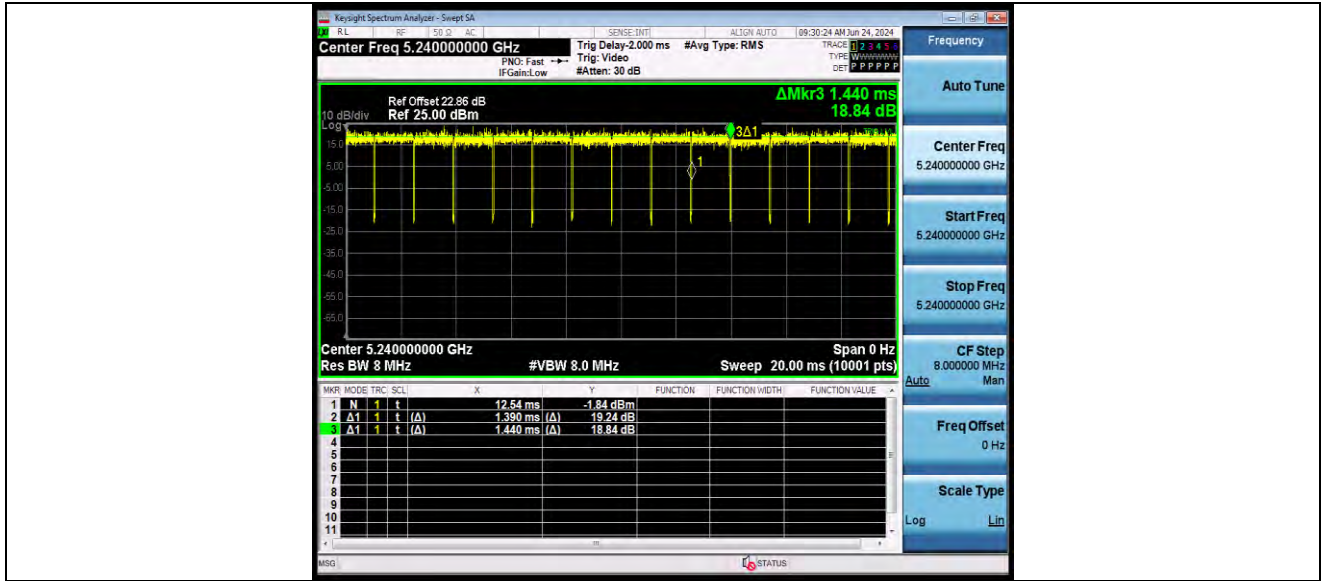 Keysight Spectrum Analyzer - Swept SA
RL RF 50 Ω AC SENSE:INT ALIGN AUTO 09:30:24 AM Jun 24, 2024
Center Freq 5.240000000 GHz
Trig Delay-2.000 ms #Avg Type: RMS
TRACE 1 2 3 4 5 6
PNO: Fast
Trig: Video
TYPE WWWWWW
IFGain:Low
#Atten: 30 dB
DET P P P P P P
ΔMkr3 1.440 ms
18.84 dB
Ref Offset 22.86 dB
10 dB/div Ref 25.00 dBm
Log
3Δ1
15.0
5.00
1
-5.00
-15.0
-25.0
-35.0
-45.0
-55.0
-65.0
Center 5.240000000 GHz Span 0 Hz
Res BW 8 MHz #VBW 8.0 MHz Sweep 20.00 ms (10001 pts)
MKR MODE TRC SCL X Y FUNCTION FUNCTION WIDTH FUNCTION VALUE
1 N 1 t 12.54 ms -1.84 dBm
2 Δ1 1 t (Δ) 1.390 ms (Δ) 19.24 dB
3 Δ1 1 t (Δ) 1.440 ms (Δ) 18.84 dB
4
5
6
7
8
9
10
11
MSG STATUS
Frequency
Auto Tune
Center Freq
5.240000000 GHz
Start Freq
5.240000000 GHz
Stop Freq
5.240000000 GHz
CF Step
8.000000 MHz
Auto Man
Freq Offset
0 Hz
Scale Type
Log Lin